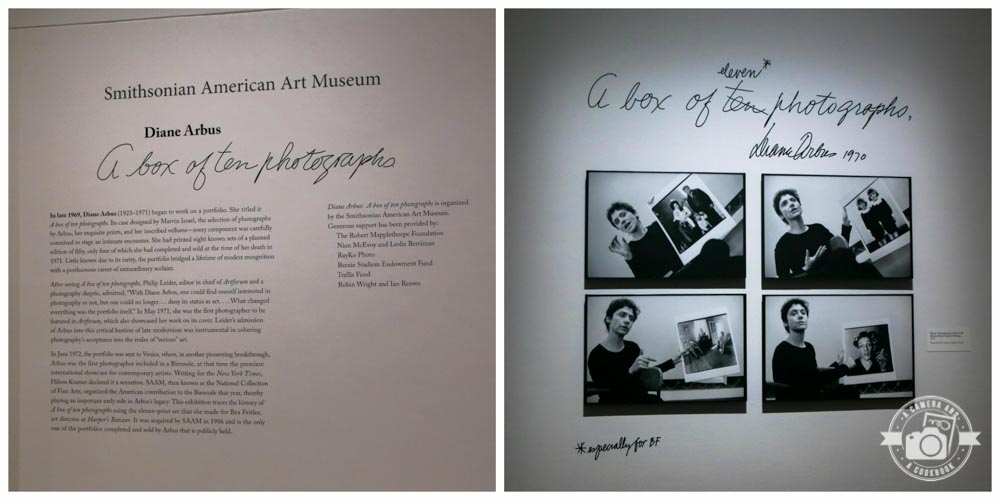 Smithsonian American Art Museum
Diane Arbus
A box of ten photographs
In late 1969, Diane Arbus (1923–1971) began to work on a portfolio. She titled it
A box of ten photographs. Its case designed by Marvin Israel, the selection of photographs
by Arbus, her exquisite prints, and her inscribed vellums—every component was carefully
conceived to stage an intimate encounter. She had printed eight known sets of a planned
edition of fifty, only four of which she had completed and sold at the time of her death in
1971. Little known due to its rarity, the portfolio bridged a lifetime of modest recognition
with a posthumous career of extraordinary acclaim.
After seeing A box of ten photographs, Philip Leider, editor in chief of Artforum and a
photography skeptic, admitted, "With Diane Arbus, one could find oneself interested in
photography or not, but one could no longer . . . deny its status as art. . . . What changed
everything was the portfolio itself." In May 1971, she was the first photographer to be
featured in Artforum, which also showcased her work on its cover. Leider's admission
of Arbus into this critical bastion of late modernism was instrumental in ushering
photography's acceptance into the realm of "serious" art.
In June 1972, the portfolio was sent to Venice, where, in another pioneering breakthrough,
Arbus was the first photographer included in a Biennale, at that time the premiere
international showcase for contemporary artists. Writing for the New York Times,
Hilton Kramer declared it a sensation. SAAM, then known as the National Collection
of Fine Arts, organized the American contribution to the Biennale that year, thereby
playing an important early role in Arbus's legacy. This exhibition traces the history of
A box of ten photographs using the eleven-print set that she made for Bea Feitler,
art director at Harper's Bazaar. It was acquired by SAAM in 1986 and is the only
one of the portfolios completed and sold by Arbus that is publicly held.
Diane Arbus: A box of ten photographs is organized
by the Smithsonian American Art Museum.
Generous support has been provided by:
The Robert Mapplethorpe Foundation
Nion McEvoy and Leslie Berriman
RayKo Photo
Bernie Stadiem Endowment Fund
Trellis Fund
Robin Wright and Ian Reeves
eleven*
A box of ten photographs,
Diane Arbus 1970
*especially for BF
A CAMERA AND
A COOKBOOK